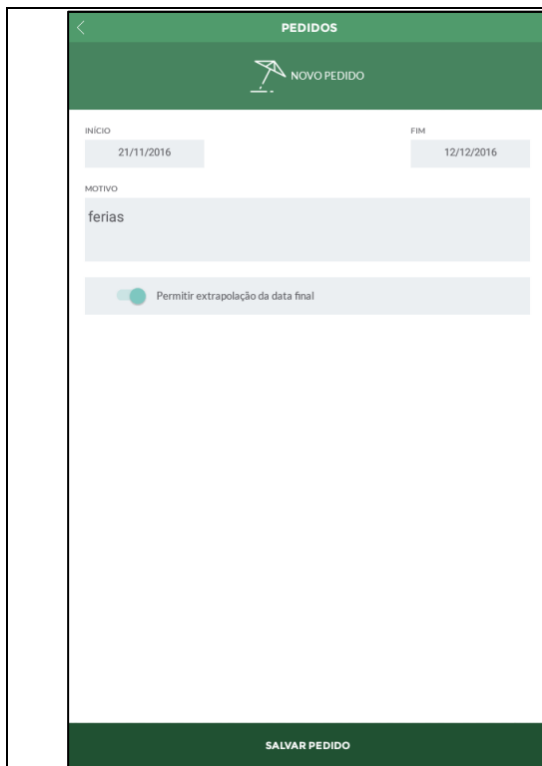 PEDIDOS
NOVO PEDIDO
INÍCIO FIM
21/11/2016 12/12/2016
MOTIVO
ferias
Permitir extrapolação da data final
SALVAR PEDIDO